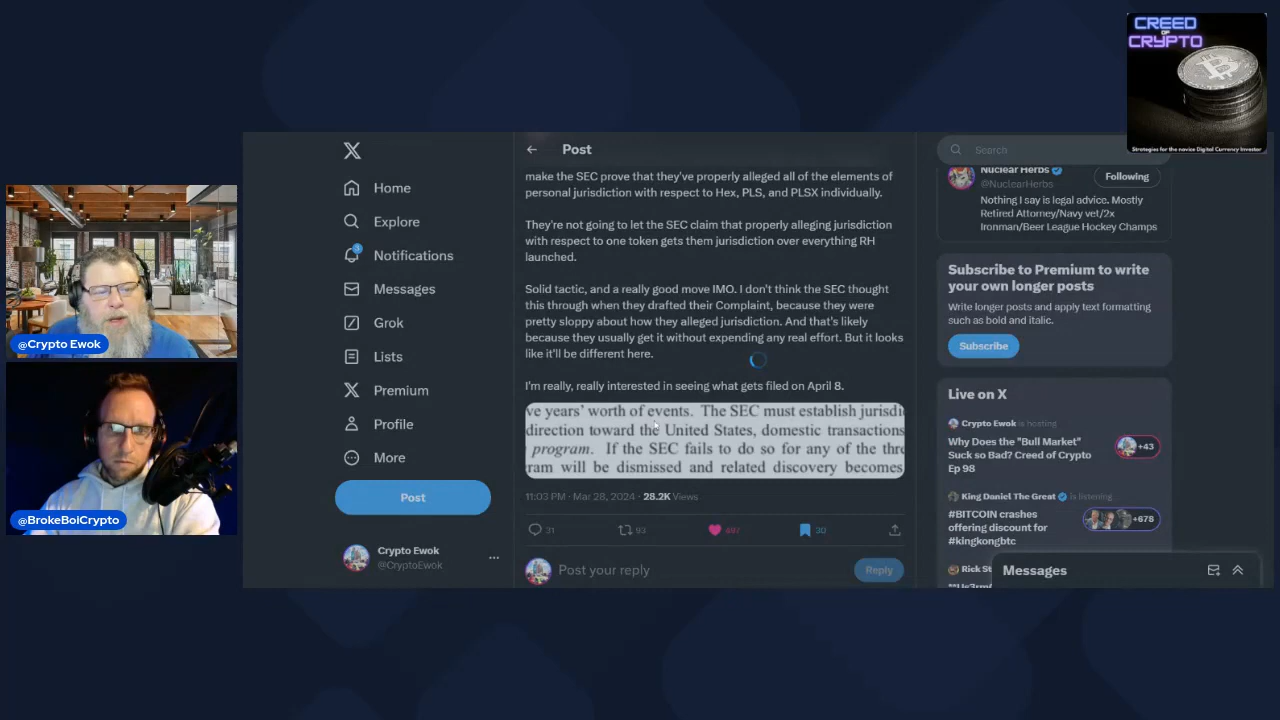 CREED
OF
CRYPTO
Strategies for the novice Digital Currency Investor
@Crypto Ewok
@BrokeBoiCrypto
Home
Explore
3
Notifications
Messages
Grok
Lists
Premium
Profile
More
Post
Crypto Ewok
@CryptoEwok
Post
make the SEC prove that they've properly alleged all of the elements of
personal jurisdiction with respect to Hex, PLS, and PLSX individually.
They're not going to let the SEC claim that properly alleging jurisdiction
with respect to one token gets them jurisdiction over everything RH
launched.
Solid tactic, and a really good move IMO. I don't think the SEC thought
this through when they drafted their Complaint, because they were
pretty sloppy about how they alleged jurisdiction. And that's likely
because they usually get it without expending any real effort. But it looks
like it'll be different here.
I'm really, really interested in seeing what gets filed on April 8.
ve years' worth of events. The SEC must establish jurisdi
direction toward the United States, domestic transactions
program. If the SEC fails to do so for any of the thre
ram will be dismissed and related discovery becomes
11:03 PM · Mar 28, 2024 · 28.2K Views
31
93
497
30
Post your reply
Reply
Search
Nuclear Herbs
@NuclearHerbs
Following
Nothing I say is legal advice. Mostly
Retired Attorney/Navy vet/2x
Ironman/Beer League Hockey Champs
Subscribe to Premium to write
your own longer posts
Write longer posts and apply text formatting
such as bold and italic.
Subscribe
Live on X
Crypto Ewok is hosting
Why Does the "Bull Market"
Suck so Bad? Creed of Crypto
Ep 98
+43
King Daniel The Great is listening
#BITCOIN crashes
offering discount for
#kingkongbtc
+678
Rick St
Messages